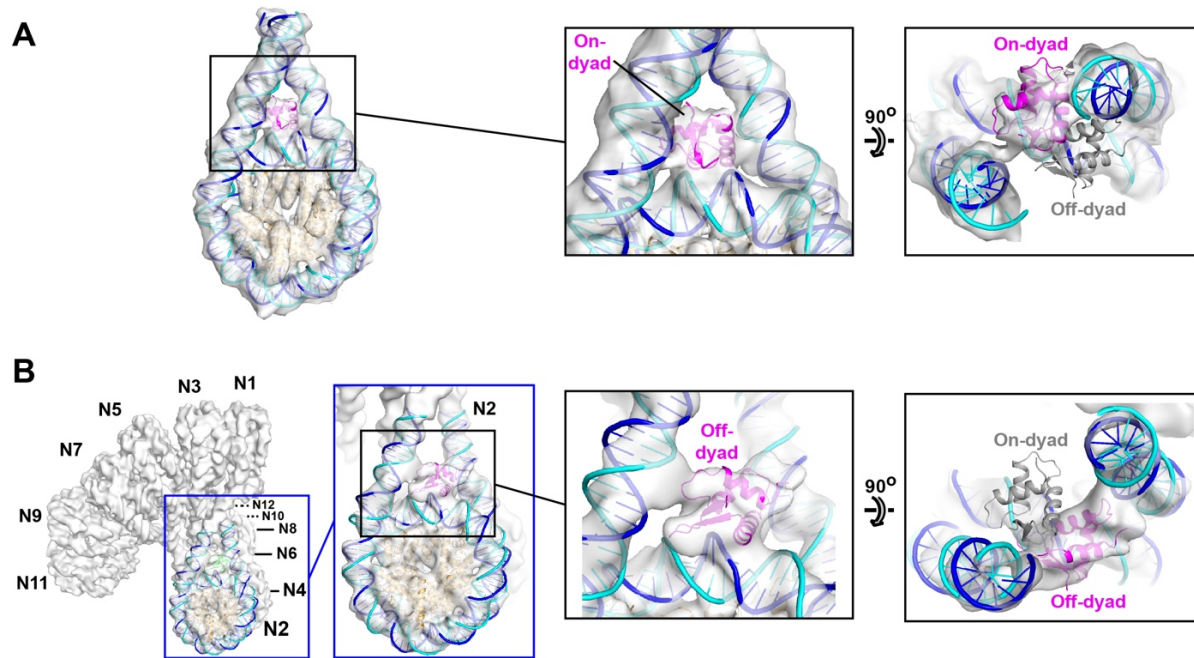 A
On-
dyad
On-dyad
90°
Off-dyad
B
N3 N1
N5
N7
N9
N11
N12
N10
N8
N6
N4
N2
N2
Off-
dyad
On-dyad
90°
Off-dyad